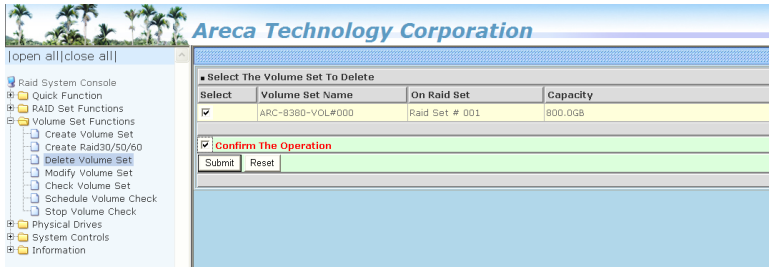 Areca Technology Corporation
|open all|close all|
Raid System Console
Quick Function
RAID Set Functions
Volume Set Functions
Create Volume Set
Create Raid30/50/60
Delete Volume Set
Modify Volume Set
Check Volume Set
Schedule Volume Check
Stop Volume Check
Physical Drives
System Controls
Information
Select The Volume Set To Delete
Select Volume Set Name On Raid Set Capacity
ARC-8380-VOL#000 Raid Set # 001 800.0GB
Confirm The Operation
Submit Reset